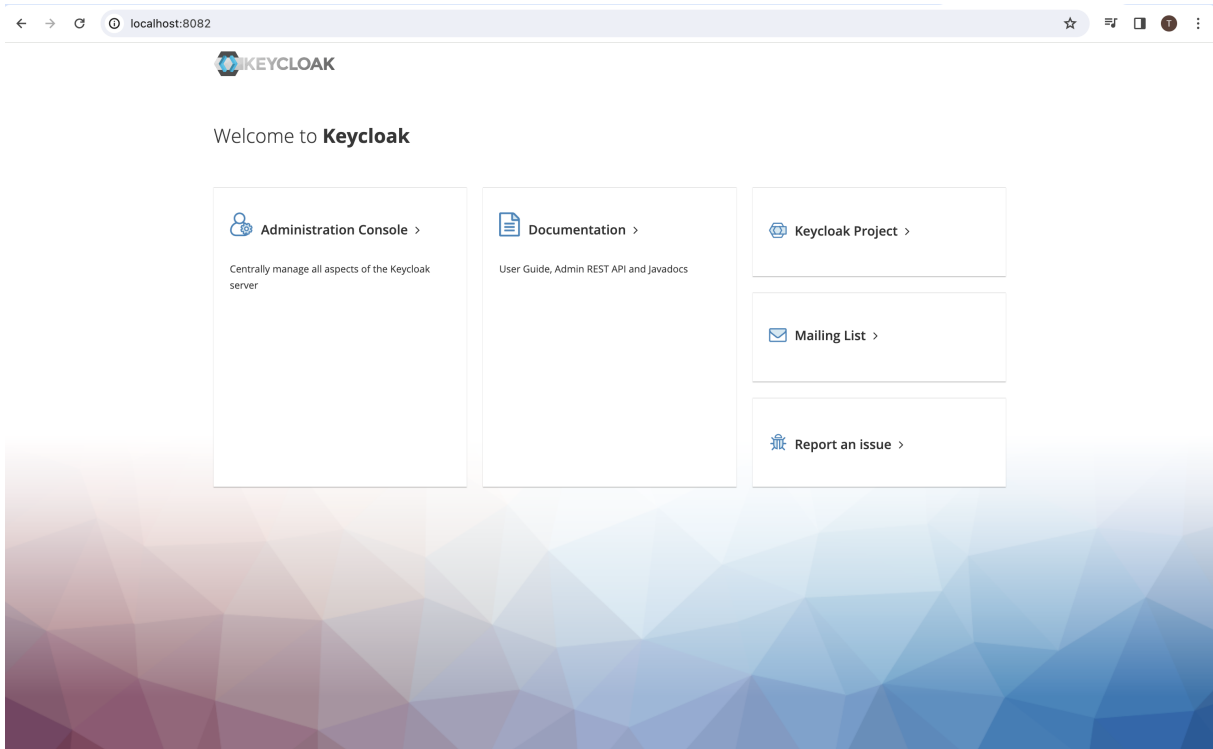 localhost:8082
T
KEYCLOAK
Welcome to Keycloak
Administration Console
Centrally manage all aspects of the Keycloak
server
Documentation
User Guide, Admin REST API and Javadocs
Keycloak Project
Mailing List
Report an issue